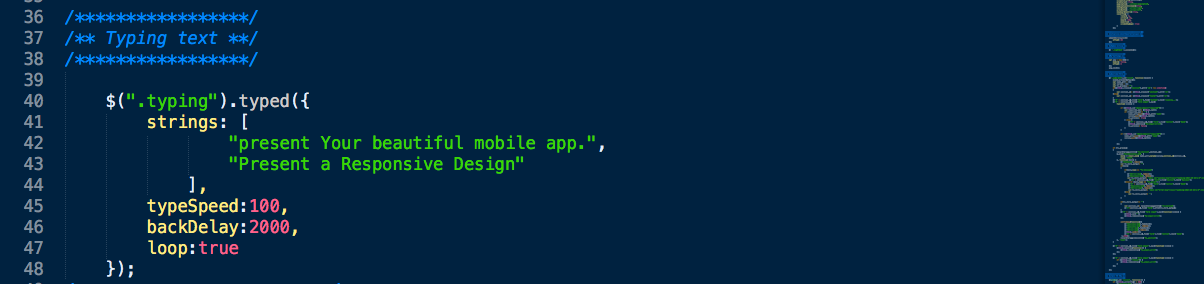 36 /*****************/
37 /** Typing text **/
38 /*****************/
39
40     $(".typing").typed({
41         strings: [
42                 "present Your beautiful mobile app.",
43                 "Present a Responsive Design"
44             ],
45         typeSpeed:100,
46         backDelay:2000,
47         loop:true
48     });